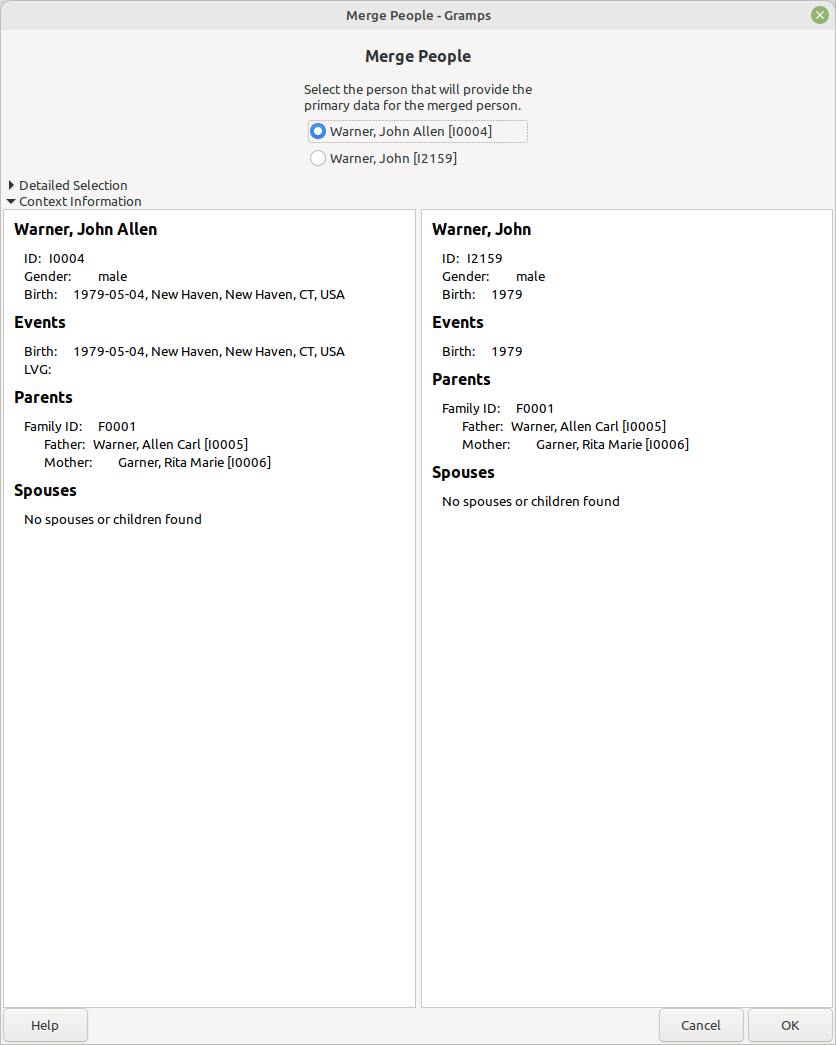 Merge People - Gramps
Merge People
Select the person that will provide the
primary data for the merged person.
Warner, John Allen [I0004]
Warner, John [I2159]
Detailed Selection
Context Information
Warner, John Allen
ID: I0004
Gender: male
Birth: 1979-05-04, New Haven, New Haven, CT, USA
Events
Birth: 1979-05-04, New Haven, New Haven, CT, USA
LVG:
Parents
Family ID: F0001
Father: Warner, Allen Carl [I0005]
Mother: Garner, Rita Marie [I0006]
Spouses
No spouses or children found
Warner, John
ID: I2159
Gender: male
Birth: 1979
Events
Birth: 1979
Parents
Family ID: F0001
Father: Warner, Allen Carl [I0005]
Mother: Garner, Rita Marie [I0006]
Spouses
No spouses or children found
Help
Cancel
OK